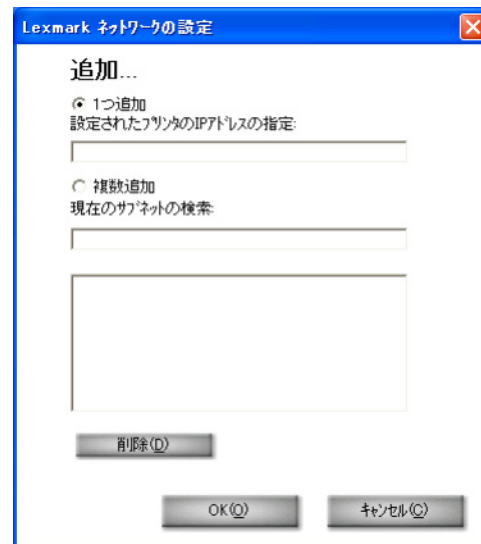 Lexmark ﾈｯﾄﾜｰｸの設定
追加...
1つ追加
設定されたﾌﾟﾘﾝﾀのIPｱﾄﾞﾚｽの指定:
複数追加
現在のｻﾌﾞﾈｯﾄの検索:
削除(D)
OK(O)
ｷｬﾝｾﾙ(C)